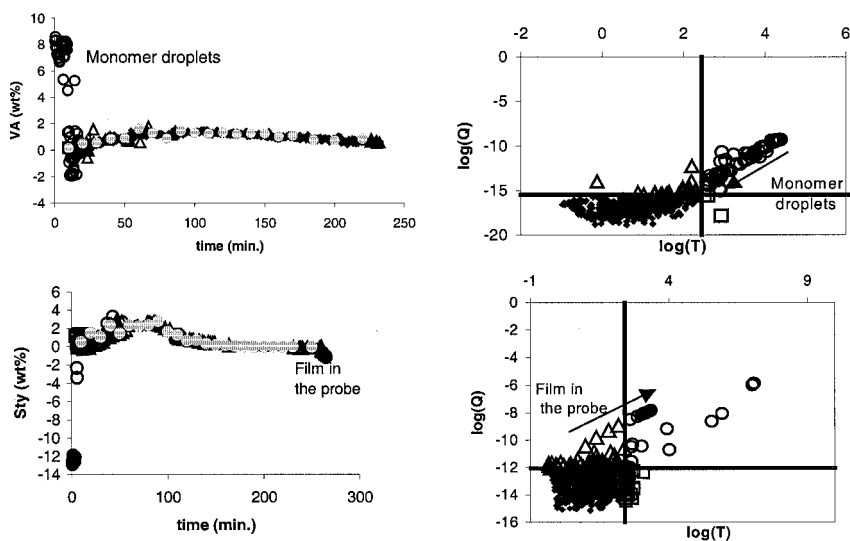 10
8
6
4
2
0
-2
-4
VA (wt%)
Monomer droplets
0 50 100 150 200 250
time (min.)
-2 0 2 4 6
0
-5
-10
-15
-20
log(Q)
Monomer
droplets
log(T)
6
4
2
0
-2
-4
-6
-8
-10
-12
-14
Sty (wt%)
Film in
the probe
0 100 200 300
time (min.)
-1 4 9
0
-2
-4
-6
-8
-10
-12
-14
-16
log(Q)
Film in
the probe
log(T)